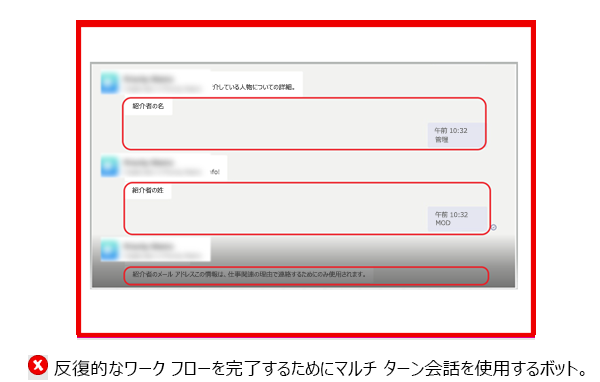 介している人物についての詳細。
紹介者の名
午前 10:32
管理
nfo!
紹介者の姓
午前 10:32
MOD
紹介者のメール アドレスこの情報は、仕事関連の理由で連絡するためにのみ使用されます。
反復的なワーク フローを完了するためにマルチ ターン会話を使用するボット。